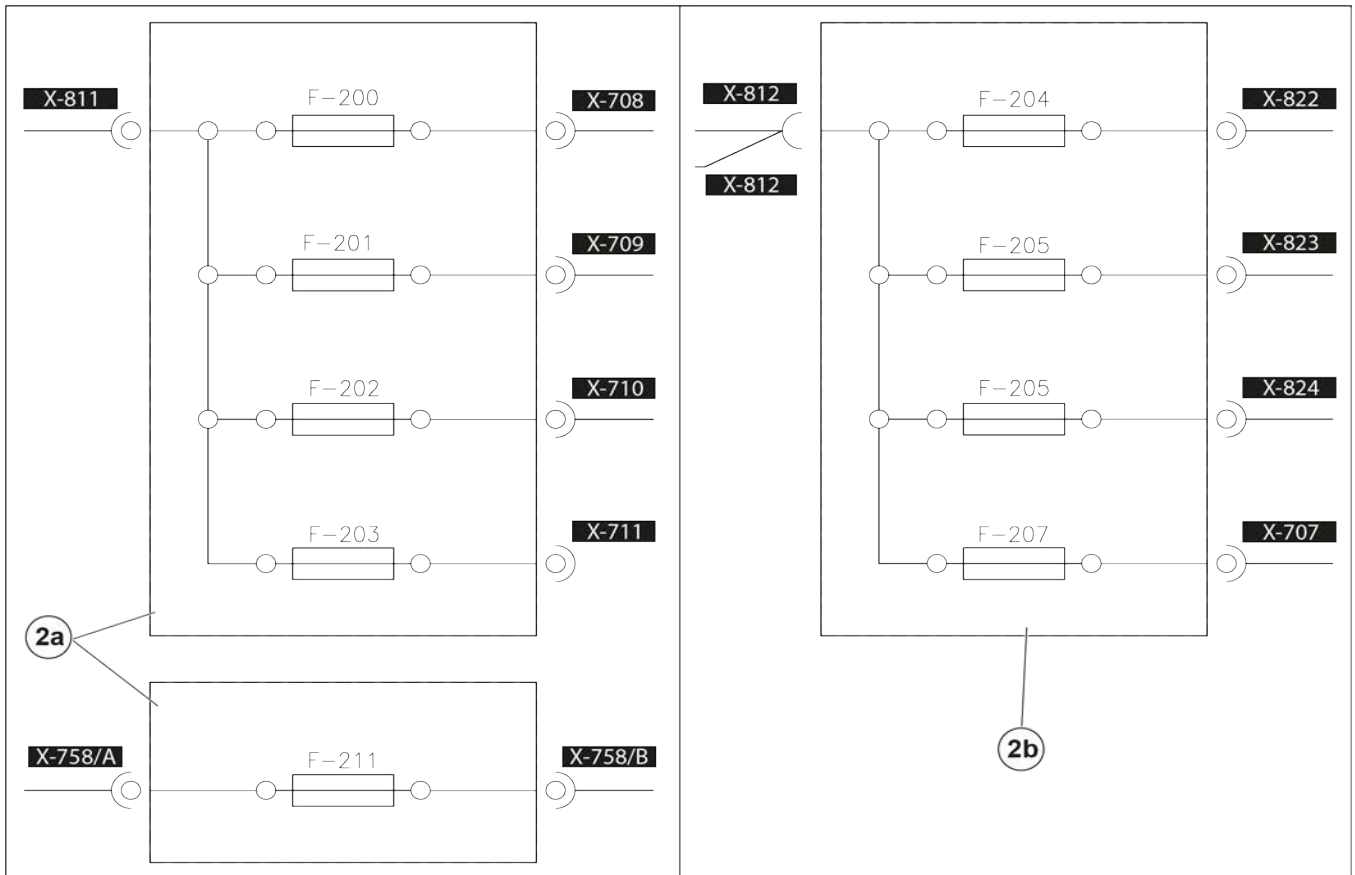 X-811
F-200
X-708
F-201
X-709
F-202
X-710
F-203
X-711
2a
X-758/A
F-211
X-758/B
X-812
X-812
F-204
X-822
F-205
X-823
F-205
X-824
F-207
X-707
2b